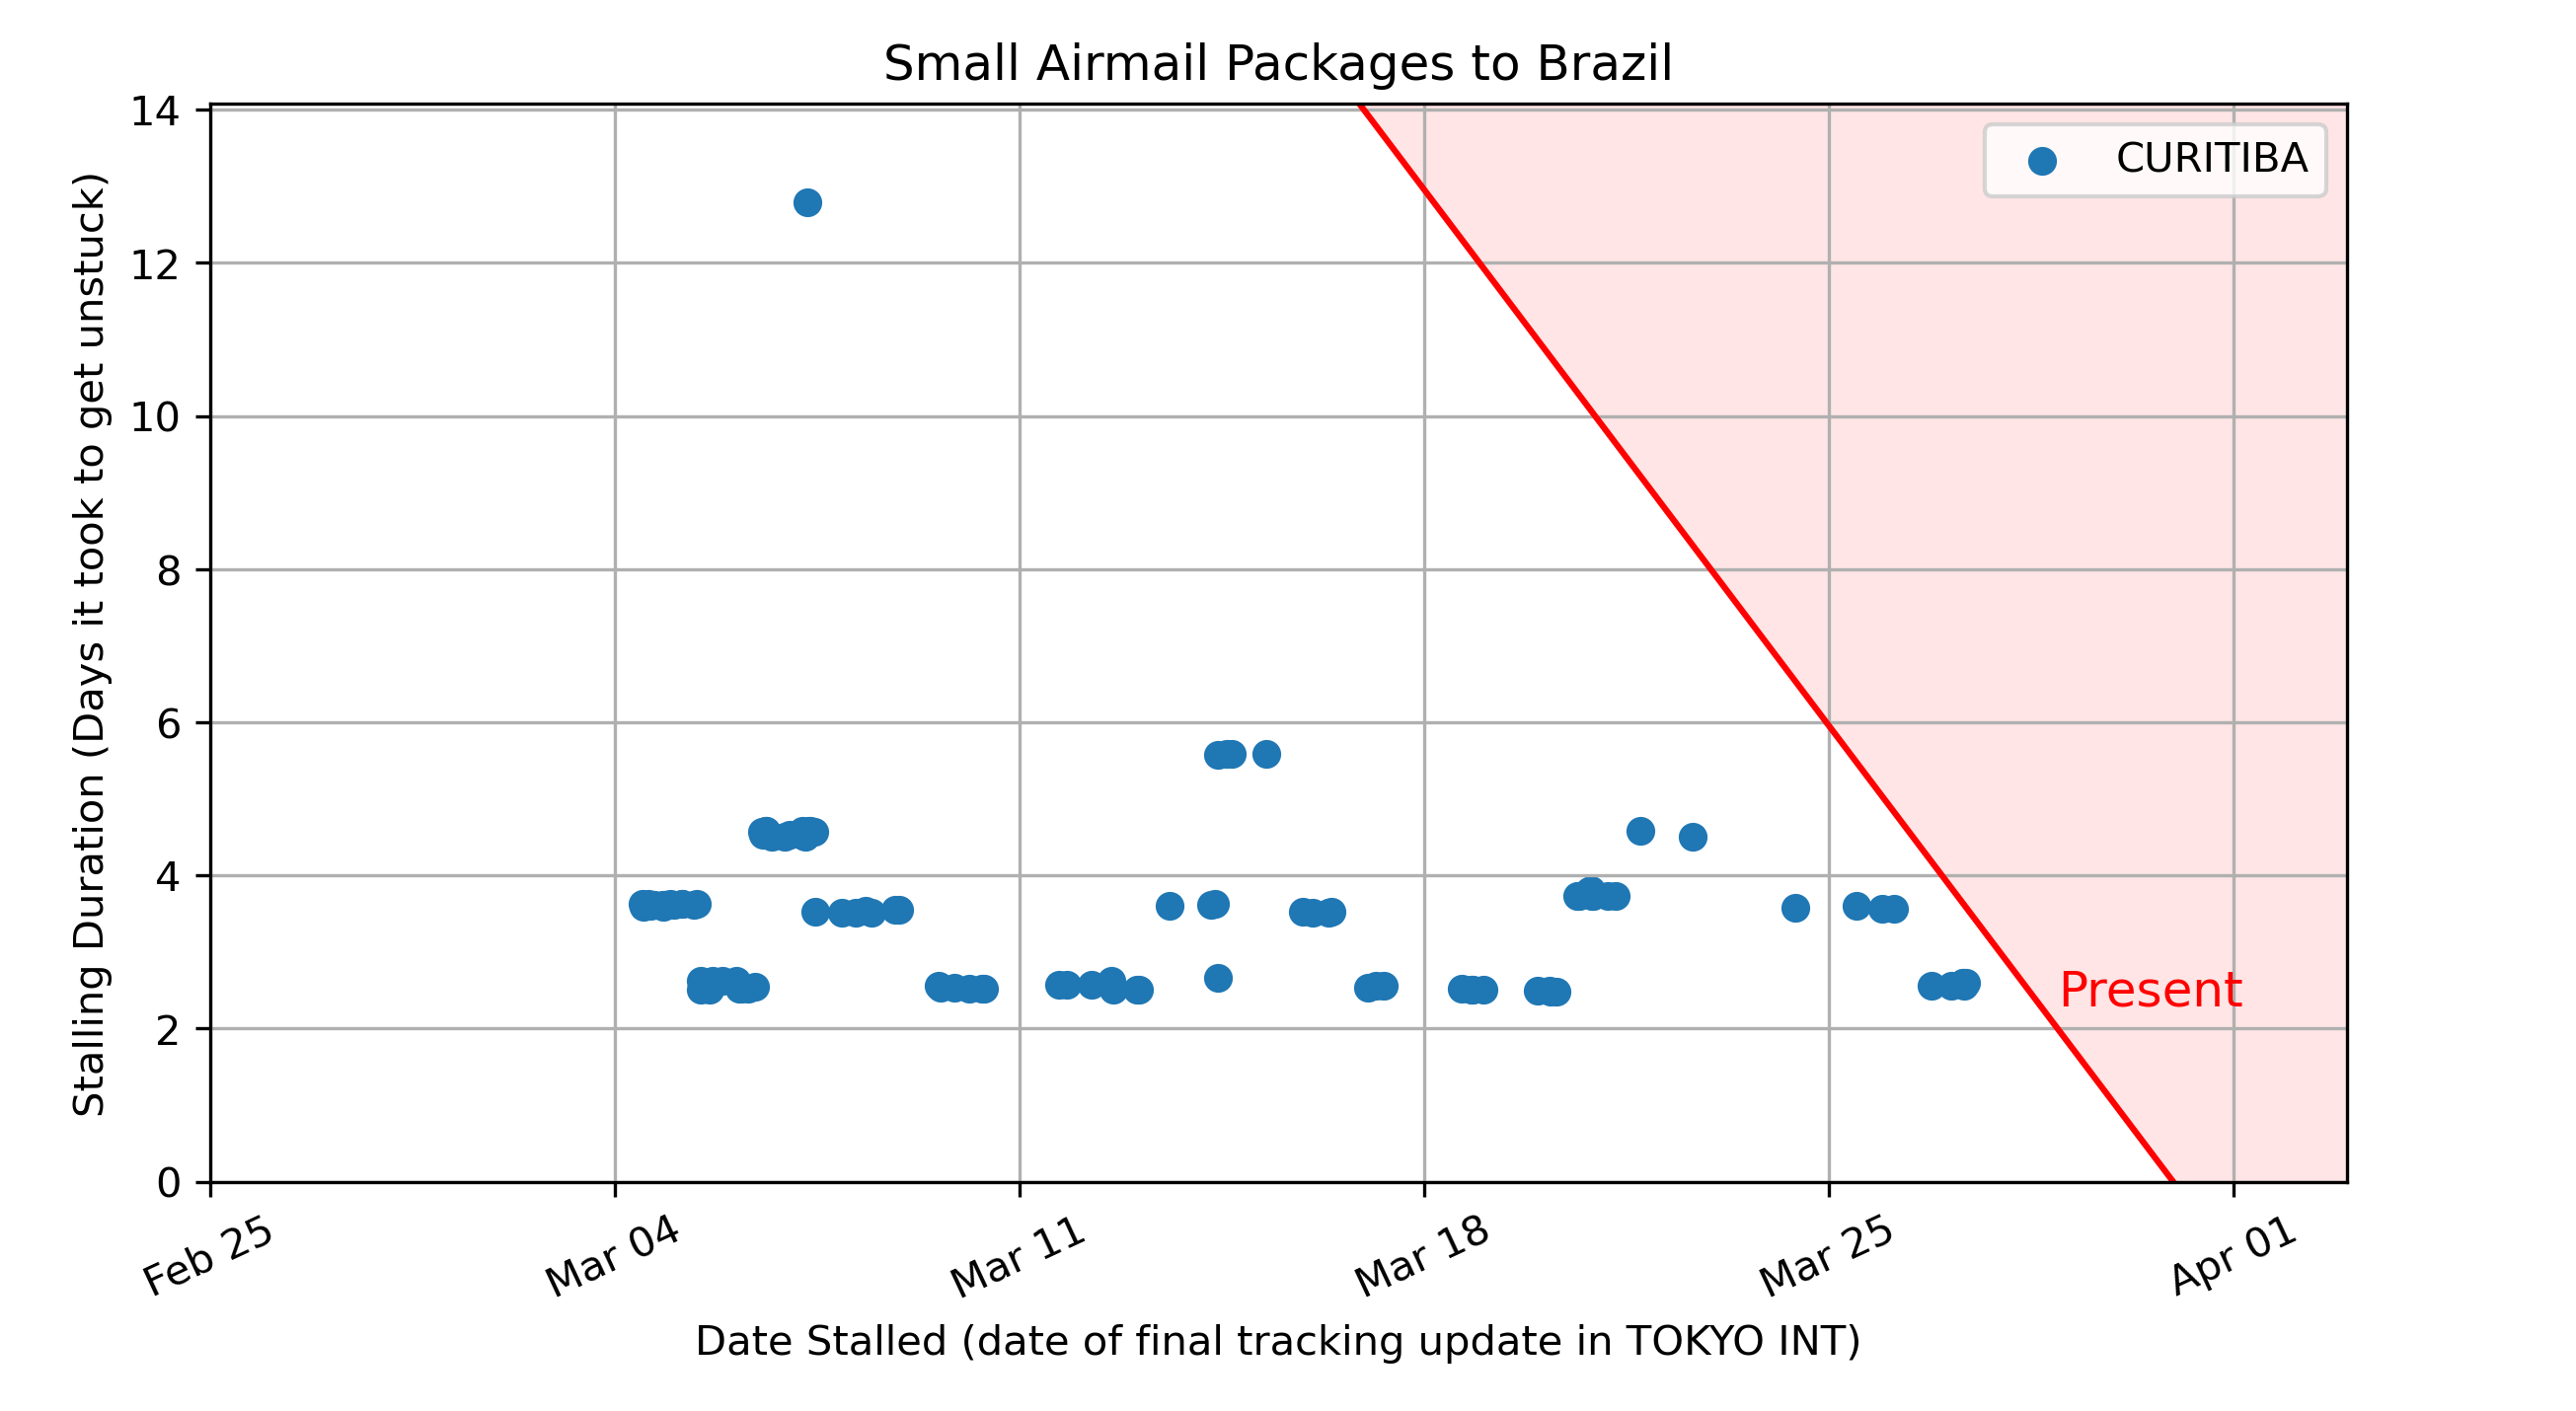 Small Airmail Packages to Brazil
CURITIBA
Stalling Duration (Days it took to get unstuck)
14
12
10
8
6
4
2
0
Present
Feb 25
Mar 04
Mar 11
Mar 18
Mar 25
Apr 01
Date Stalled (date of final tracking update in TOKYO INT)